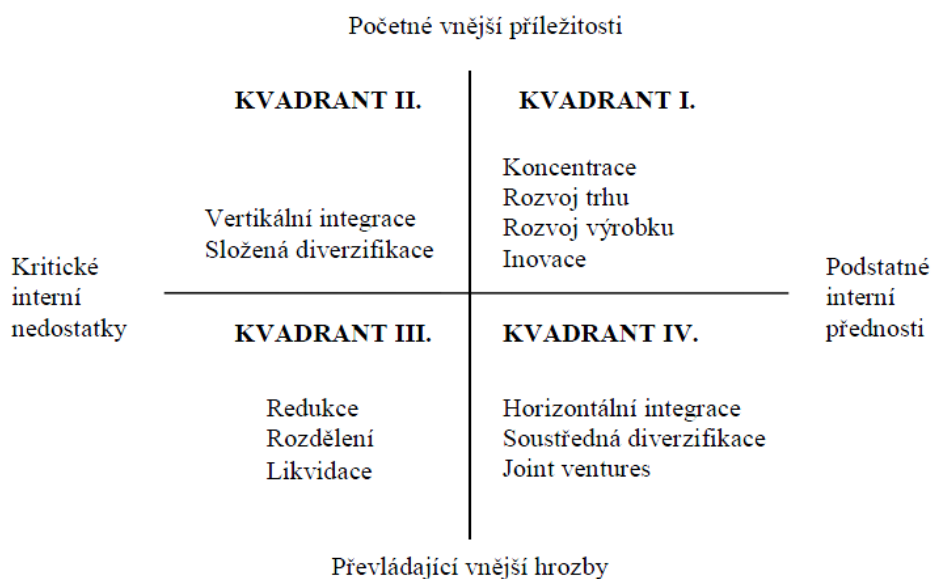 Početné vnější příležitosti
KVADRANT II.
KVADRANT I.
Vertikální integrace
Složená diverzifikace
Koncentrace
Rozvoj trhu
Rozvoj výrobku
Inovace
Kritické
interní
nedostatky
Podstatné
interní
přednosti
KVADRANT III.
KVADRANT IV.
Redukce
Rozdělení
Likvidace
Horizontální integrace
Soustředná diverzifikace
Joint ventures
Převládající vnější hrozby